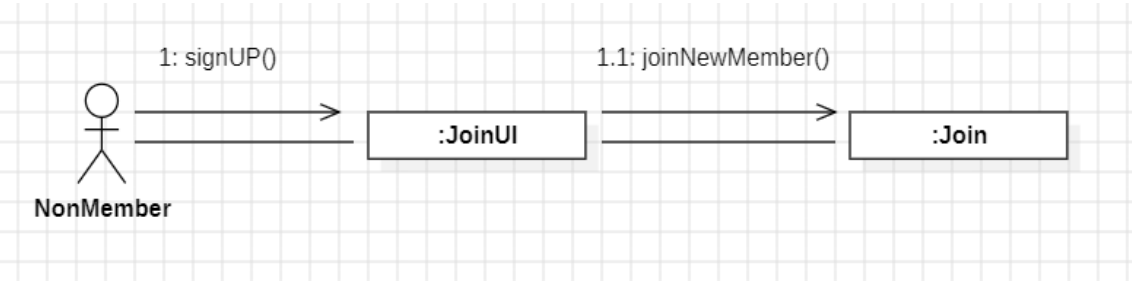 1: signUP()
1.1: joinNewMember()
:JoinUI
:Join
NonMember